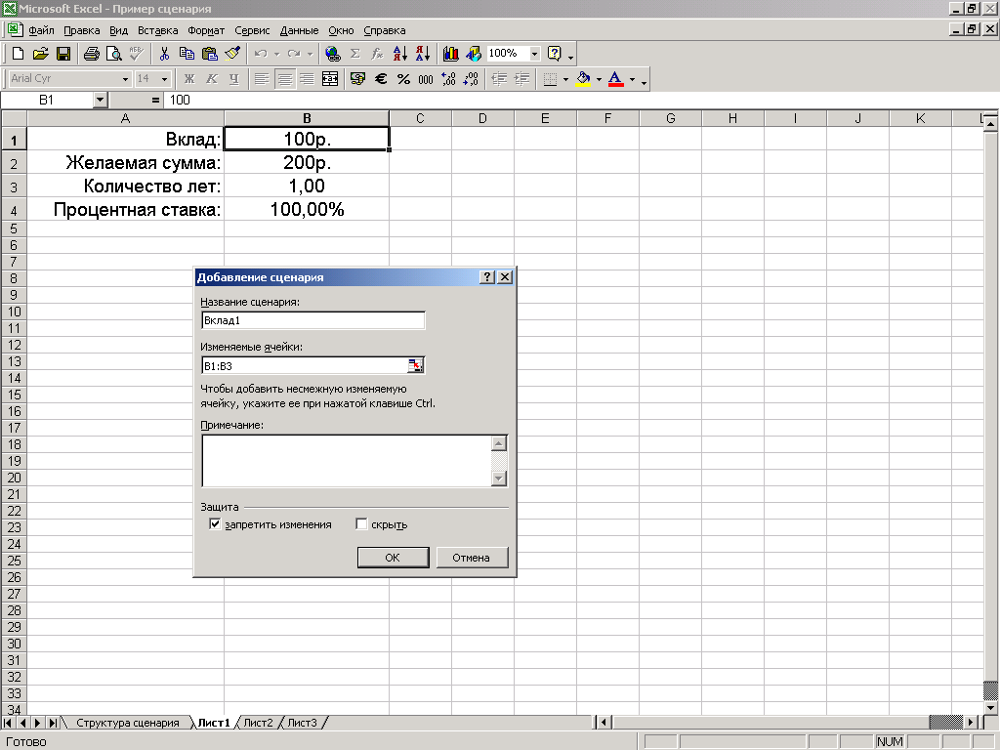 Microsoft Excel - Пример сценария
Файл Правка Вид Вставка Формат Сервис Данные Окно Справка
100%
Arial Cyr 14 Ж К Ч € % 000
B1 = 100
A B C D E F G H I J K L
1 Вклад: 100р.
2 Желаемая сумма: 200р.
3 Количество лет: 1,00
4 Процентная ставка: 100,00%
5
6
7
8
9
10
11
12
13
14
15
16
17
18
19
20
21
22
23
24
25
26
27
28
29
30
31
32
33
34
Добавление сценария
Название сценария:
Вклад1
Изменяемые ячейки:
B1:B3
Чтобы добавить несмежную изменяемую
ячейку, укажите ее при нажатой клавише Ctrl.
Примечание:
Защита
запретить изменения скрыть
ОК Отмена
Структура сценария Лист1 Лист2 Лист3
Готово NUM